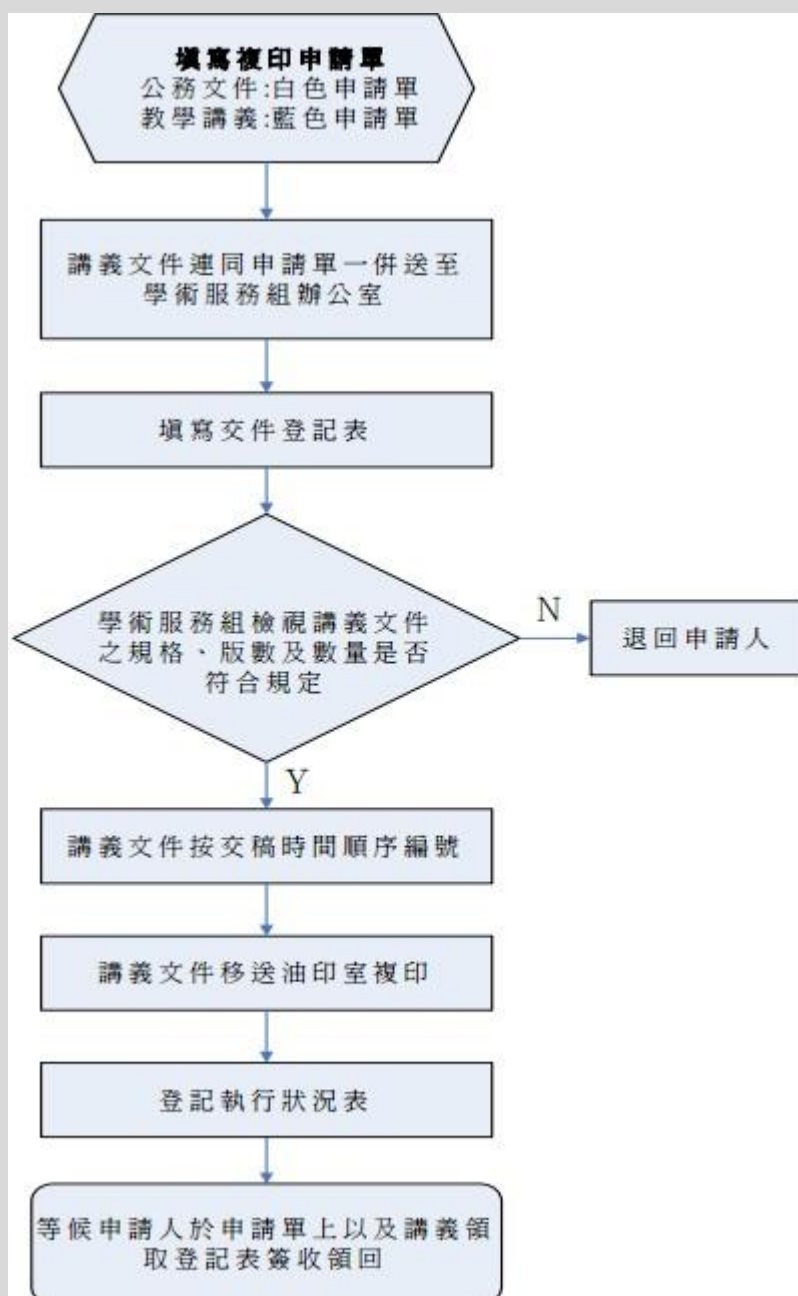 填寫複印申請單
公務文件:白色申請單
教學講義:藍色申請單
講義文件連同申請單一併送至
學術服務組辦公室
填寫交件登記表
學術服務組檢視講義文件
之規格、版數及數量是否
符合規定
N
退回申請人
Y
講義文件按交稿時間順序編號
講義文件移送油印室複印
登記執行狀況表
等候申請人於申請單上以及講義領
取登記表簽收領回